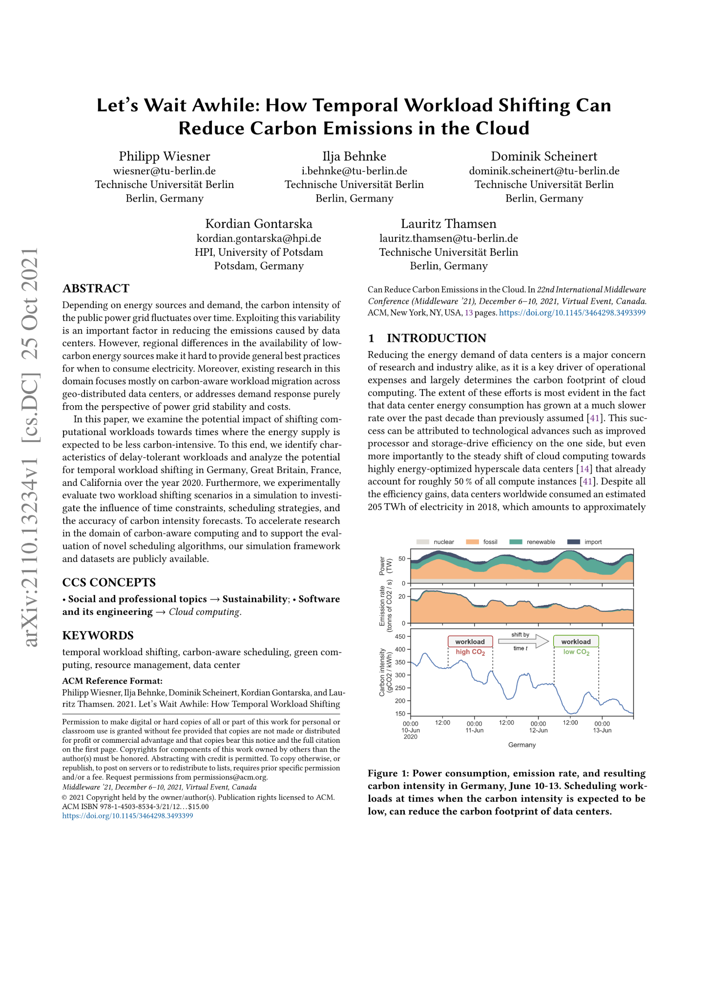 Let's Wait Awhile: How Temporal Workload Shifting Can
Reduce Carbon Emissions in the Cloud
Philipp Wiesner
wiesner@tu-berlin.de
Technische Universität Berlin
Berlin, Germany
Ilja Behnke
i.behnke@tu-berlin.de
Technische Universität Berlin
Berlin, Germany
Dominik Scheinert
dominik.scheinert@tu-berlin.de
Technische Universität Berlin
Berlin, Germany
Kordian Gontarska
kordian.gontarska@hpi.de
HPI, University of Potsdam
Potsdam, Germany
Lauritz Thamsen
lauritz.thamsen@tu-berlin.de
Technische Universität Berlin
Berlin, Germany
arXiv:2110.13234v1 [cs.DC] 25 Oct 2021
ABSTRACT
Depending on energy sources and demand, the carbon intensity of
the public power grid fluctuates over time. Exploiting this variability
is an important factor in reducing the emissions caused by data
centers. However, regional differences in the availability of low-
carbon energy sources make it hard to provide general best practices
for when to consume electricity. Moreover, existing research in this
domain focuses mostly on carbon-aware workload migration across
geo-distributed data centers, or addresses demand response purely
from the perspective of power grid stability and costs.
In this paper, we examine the potential impact of shifting com-
putational workloads towards times where the energy supply is
expected to be less carbon-intensive. To this end, we identify char-
acteristics of delay-tolerant workloads and analyze the potential
for temporal workload shifting in Germany, Great Britain, France,
and California over the year 2020. Furthermore, we experimentally
evaluate two workload shifting scenarios in a simulation to investi-
gate the influence of time constraints, scheduling strategies, and
the accuracy of carbon intensity forecasts. To accelerate research
in the domain of carbon-aware computing and to support the eval-
uation of novel scheduling algorithms, our simulation framework
and datasets are publicly available.
CCS CONCEPTS
• Social and professional topics → Sustainability; • Software
and its engineering → Cloud computing.
KEYWORDS
temporal workload shifting, carbon-aware scheduling, green com-
puting, resource management, data center
ACM Reference Format:
Philipp Wiesner, Ilja Behnke, Dominik Scheinert, Kordian Gontarska, and Lau-
ritz Thamsen. 2021. Let's Wait Awhile: How Temporal Workload Shifting
Permission to make digital or hard copies of all or part of this work for personal or
classroom use is granted without fee provided that copies are not made or distributed
for profit or commercial advantage and that copies bear this notice and the full citation
on the first page. Copyrights for components of this work owned by others than the
author(s) must be honored. Abstracting with credit is permitted. To copy otherwise, or
republish, to post on servers or to redistribute to lists, requires prior specific permission
and/or a fee. Request permissions from permissions@acm.org.
Middleware '21, December 6–10, 2021, Virtual Event, Canada
© 2021 Copyright held by the owner/author(s). Publication rights licensed to ACM.
ACM ISBN 978-1-4503-8534-3/21/12...$15.00
https://doi.org/10.1145/3464298.3493399
Can Reduce Carbon Emissions in the Cloud. In 22nd International Middleware
Conference (Middleware '21), December 6–10, 2021, Virtual Event, Canada.
ACM, New York, NY, USA, 13 pages. https://doi.org/10.1145/3464298.3493399
1 INTRODUCTION
Reducing the energy demand of data centers is a major concern
of research and industry alike, as it is a key driver of operational
expenses and largely determines the carbon footprint of cloud
computing. The extent of these efforts is most evident in the fact
that data center energy consumption has grown at a much slower
rate over the past decade than previously assumed [41]. This suc-
cess can be attributed to technological advances such as improved
processor and storage-drive efficiency on the one side, but even
more importantly to the steady shift of cloud computing towards
highly energy-optimized hyperscale data centers [14] that already
account for roughly 50 % of all compute instances [41]. Despite all
the efficiency gains, data centers worldwide consumed an estimated
205 TWh of electricity in 2018, which amounts to approximately
nuclear fossil renewable import
Power
(TW)
50
0
Emission rate
(tonns of CO2 / s)
20
0
Carbon intensity
(gCO2 / kWh)
450
400
350
300
250
200
150
workload
high CO2
shift by
time t
workload
low CO2
00:00 12:00 00:00 12:00 00:00 12:00 00:00
10-Jun 11-Jun 12-Jun 13-Jun
2020
Germany
Figure 1: Power consumption, emission rate, and resulting
carbon intensity in Germany, June 10-13. Scheduling work-
loads at times when the carbon intensity is expected to be
low, can reduce the carbon footprint of data centers.